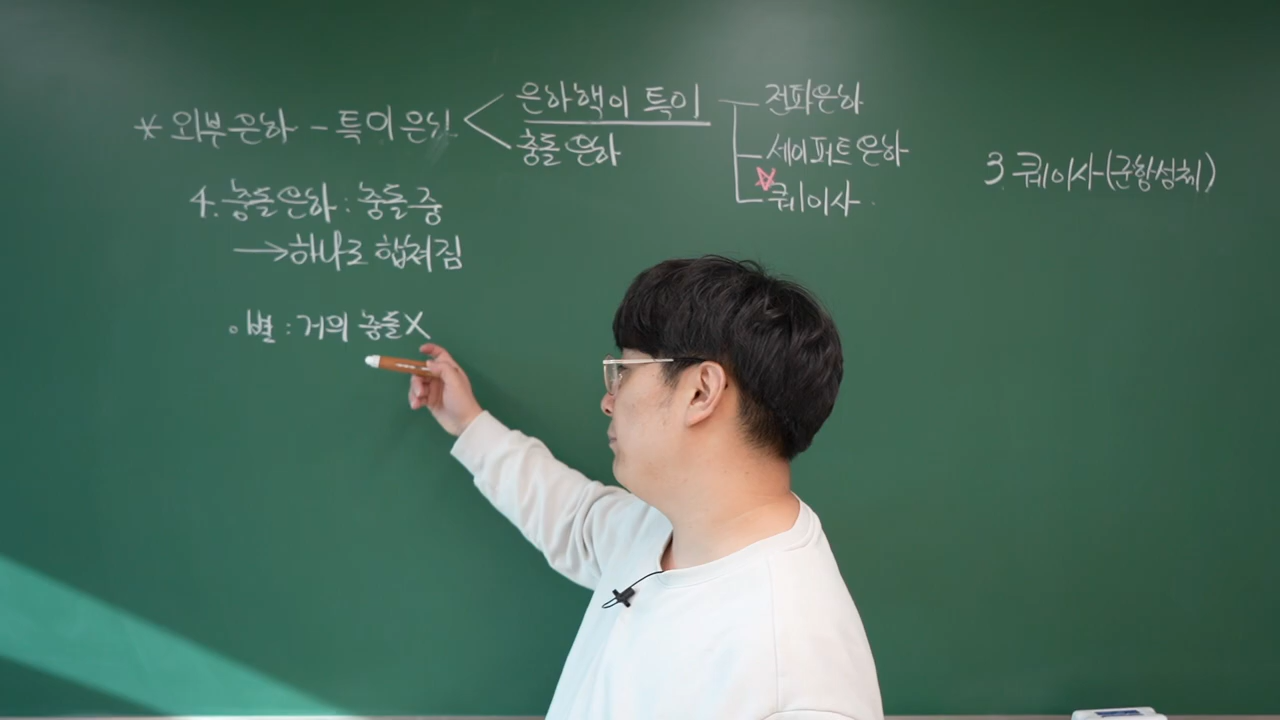 * 외부은하 - 특이은하 < 은하핵이 특이
충돌은하
전파은하
세이퍼트은하
퀘이사
4. 충돌은하 : 충돌 중
→ 하나로 합쳐짐
• 별 : 거의 충돌X
3. 퀘이사(준항성체)